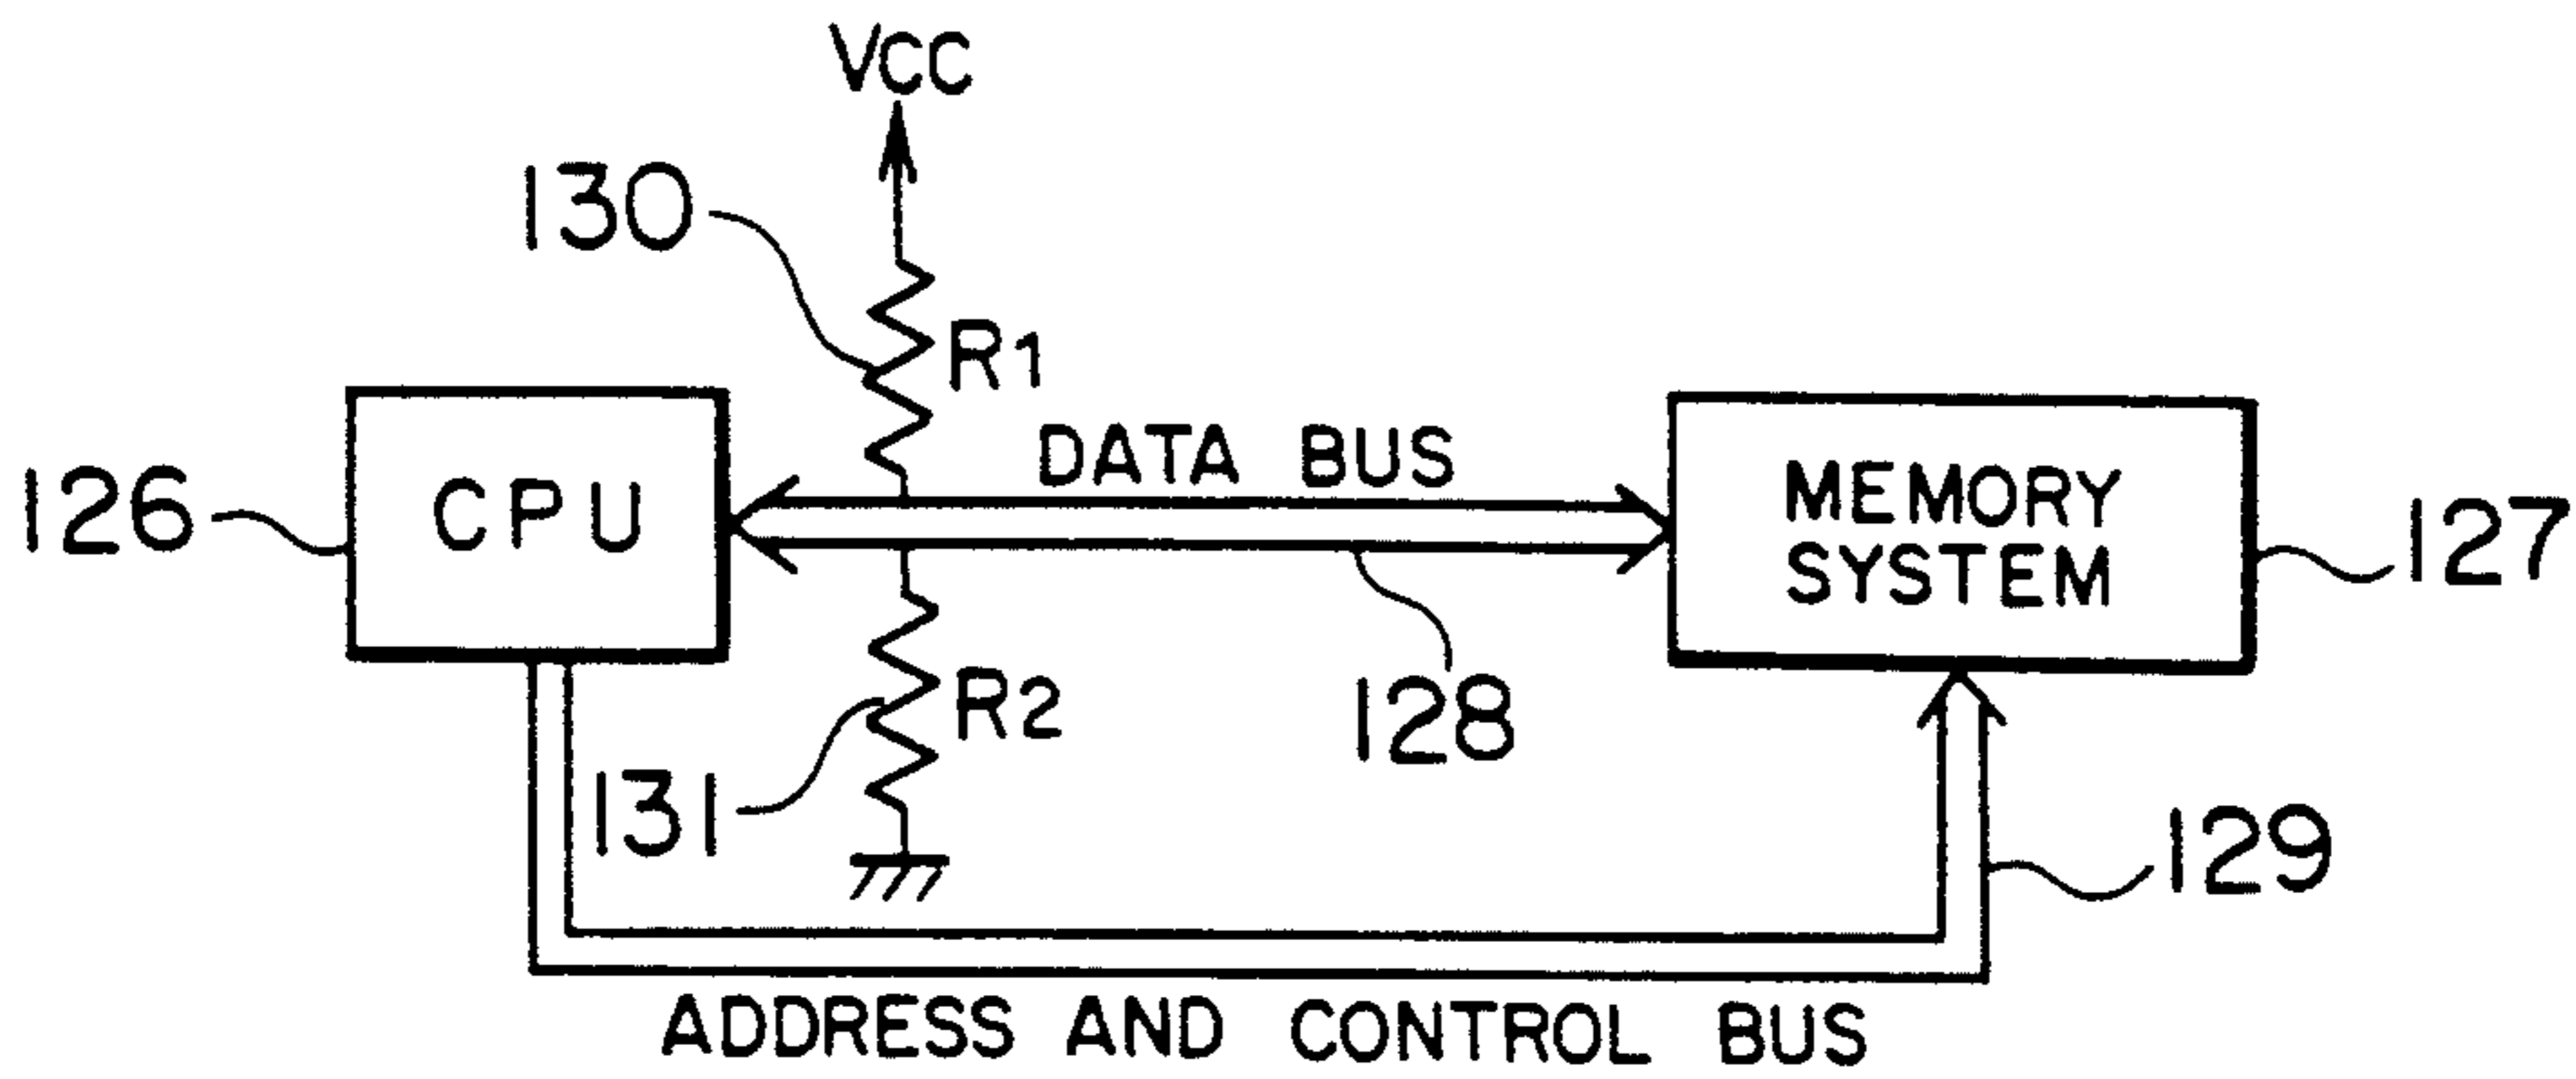 VCC
130
R1
DATA BUS
126
CPU
MEMORY
SYSTEM
127
R2
128
131
129
ADDRESS AND CONTROL BUS